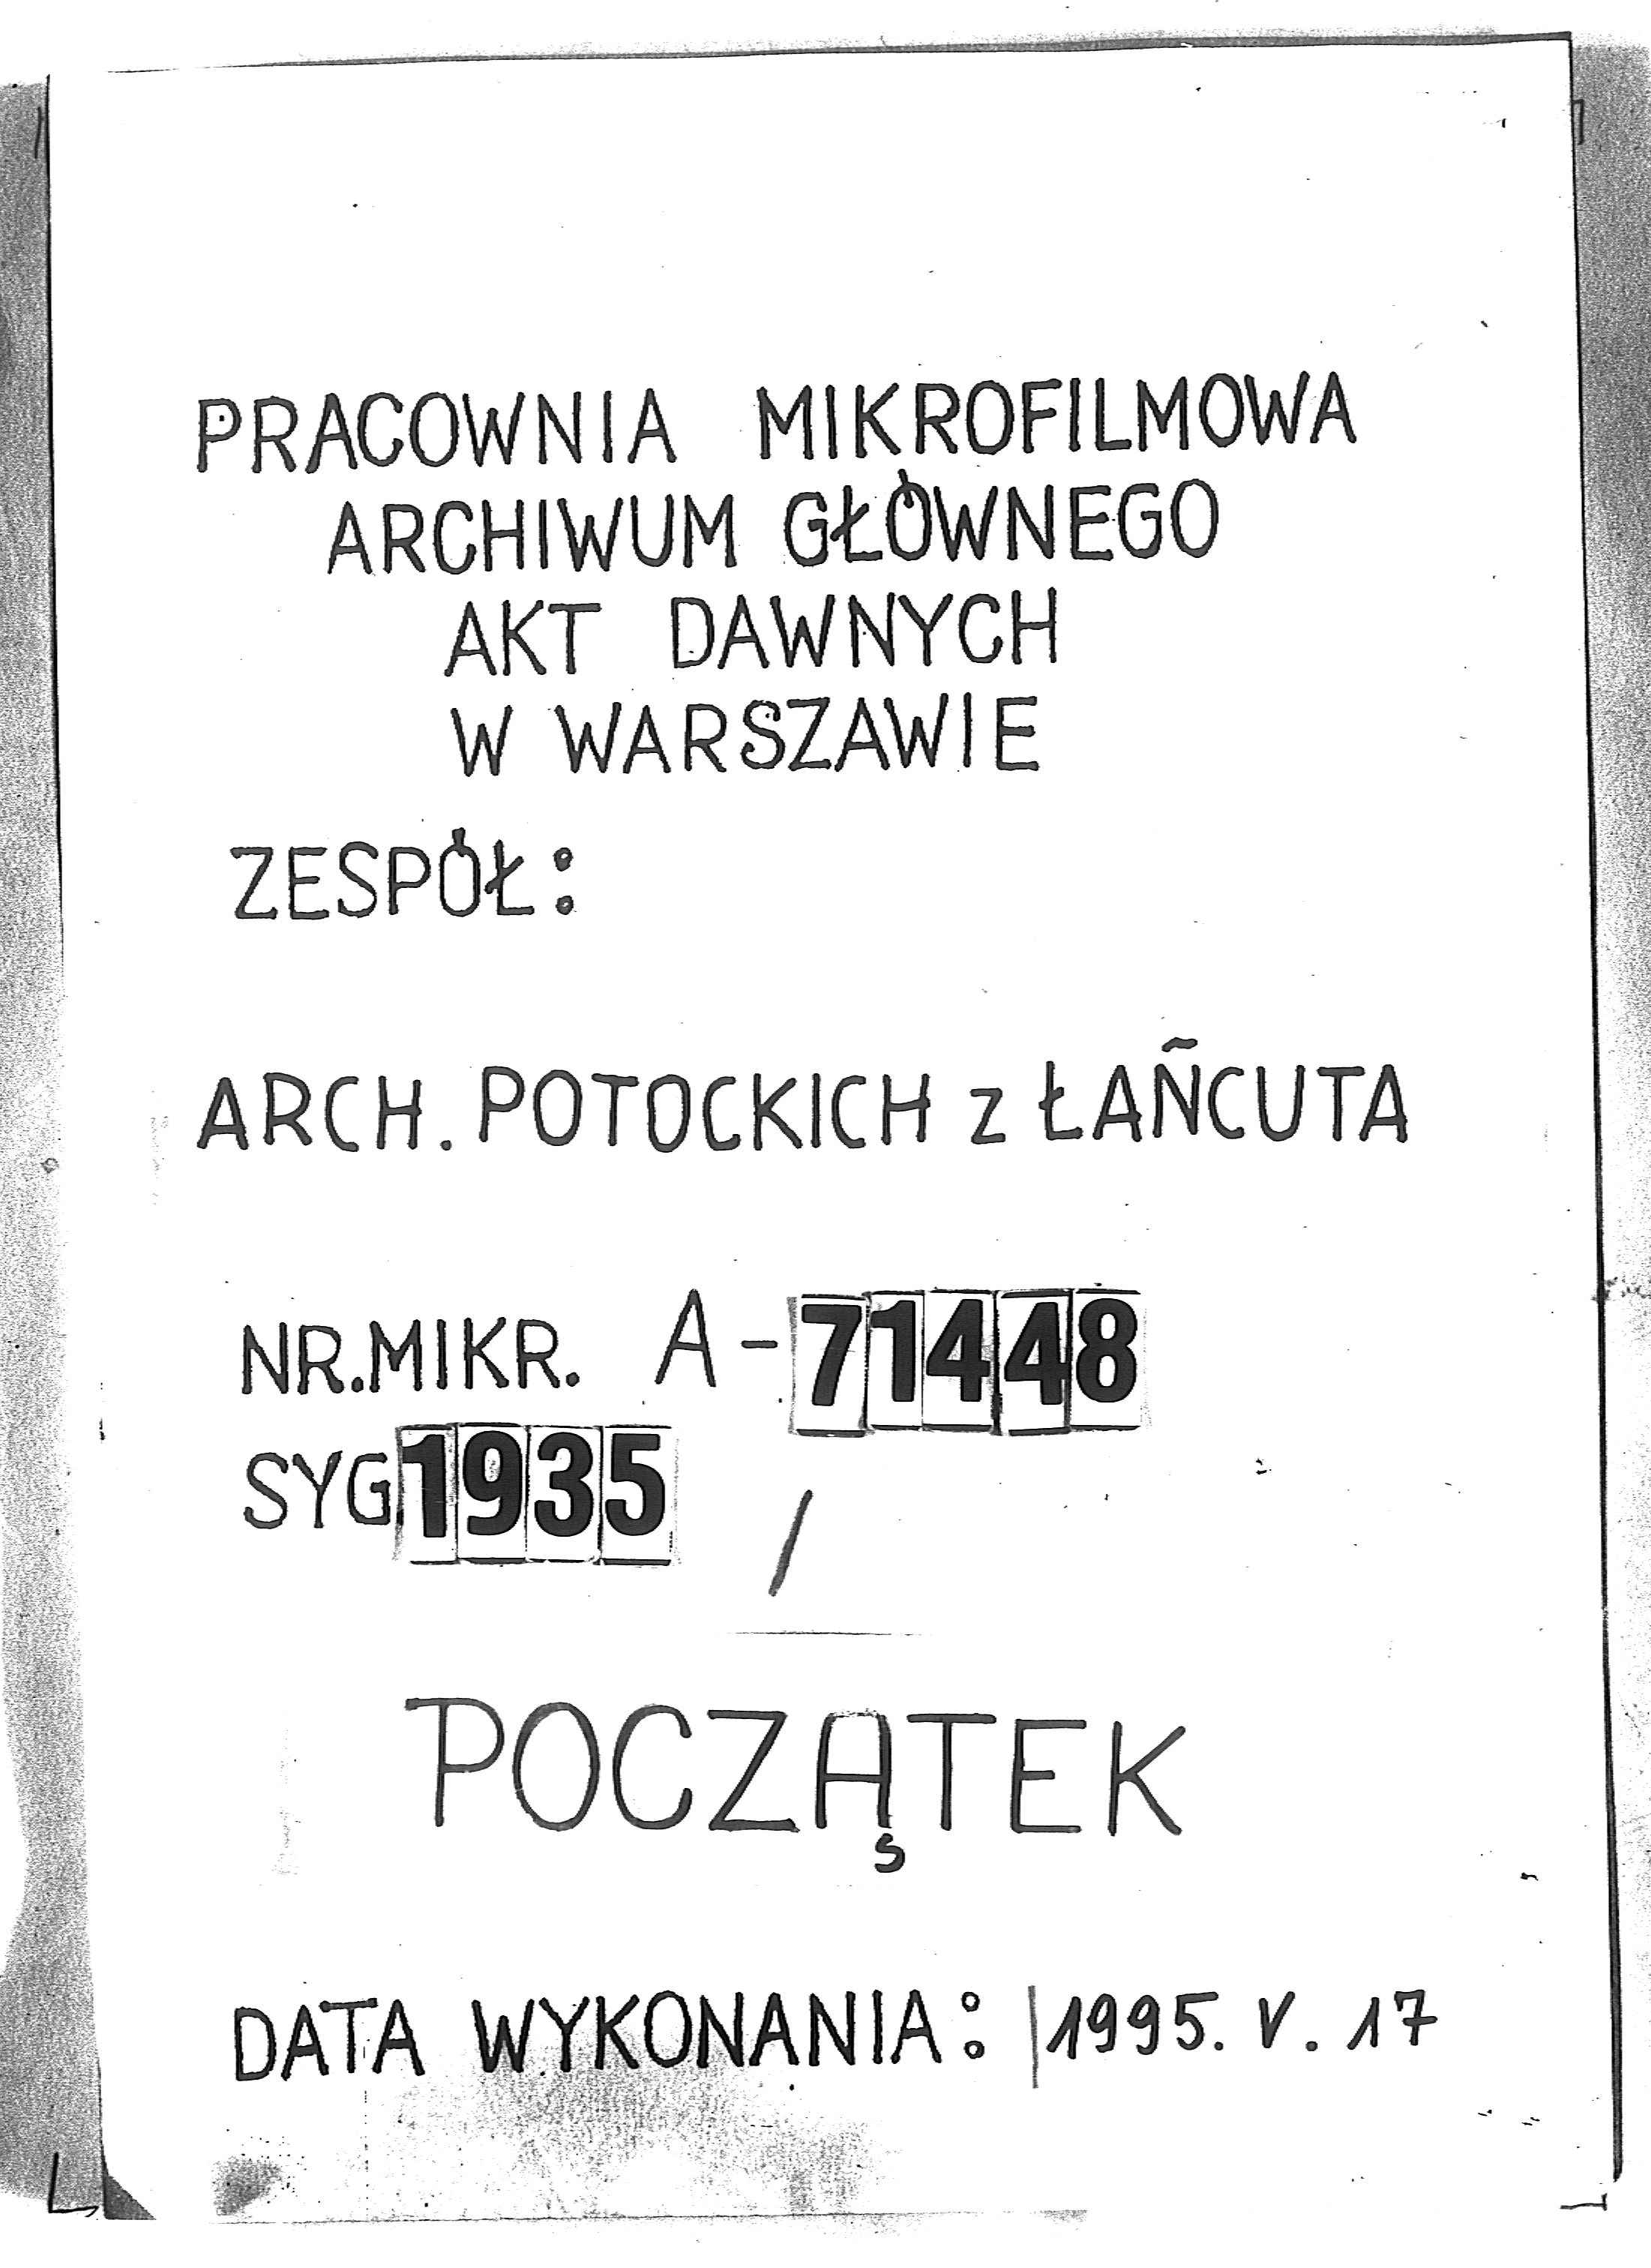 PRACOWNIA MIKROFILMOWA
ARCHIWUM GŁÓWNEGO
AKT DAWNYCH
W WARSZAWIE
ZESPÓŁ:
ARCH. POTOCKICH z ŁAŃCUTA
NR.MIKR. A-71448
SYG.1935 /
POCZĄTEK
DATA WYKONANIA: 1995. V. 17